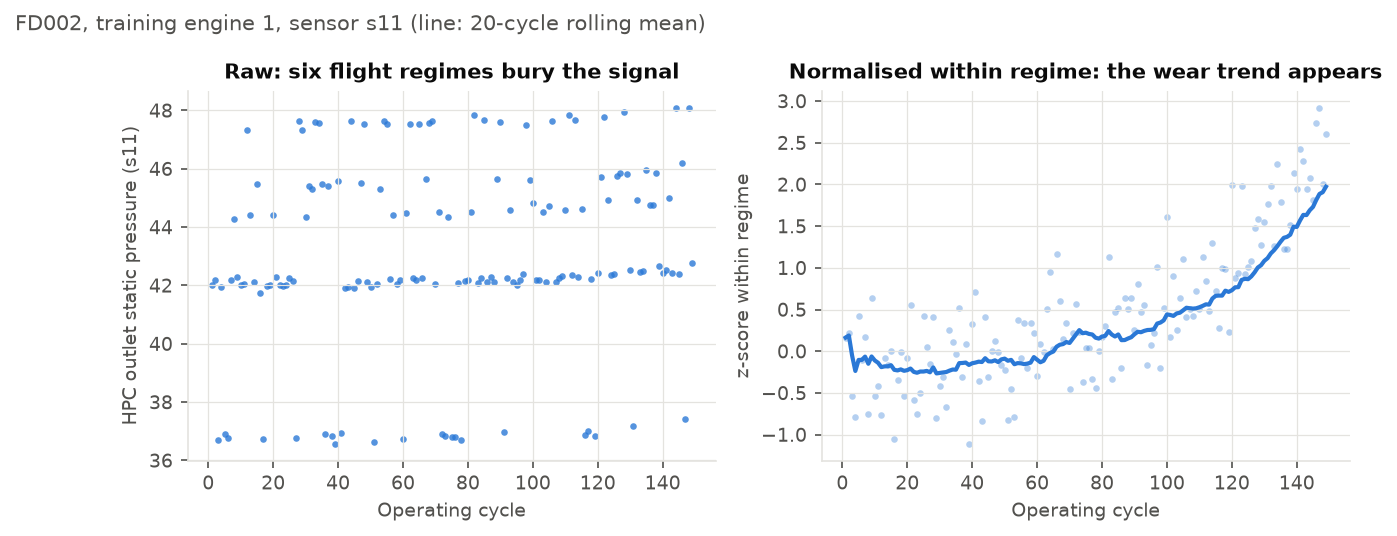 FD002, training engine 1, sensor s11 (line: 20-cycle rolling mean)
Raw: six flight regimes bury the signal
HPC outlet static pressure (s11)
48
46
44
42
40
38
36
0 20 40 60 80 100 120 140
Operating cycle
Normalised within regime: the wear trend appears
z-score within regime
3.0
2.5
2.0
1.5
1.0
0.5
0.0
−0.5
−1.0
0 20 40 60 80 100 120 140
Operating cycle